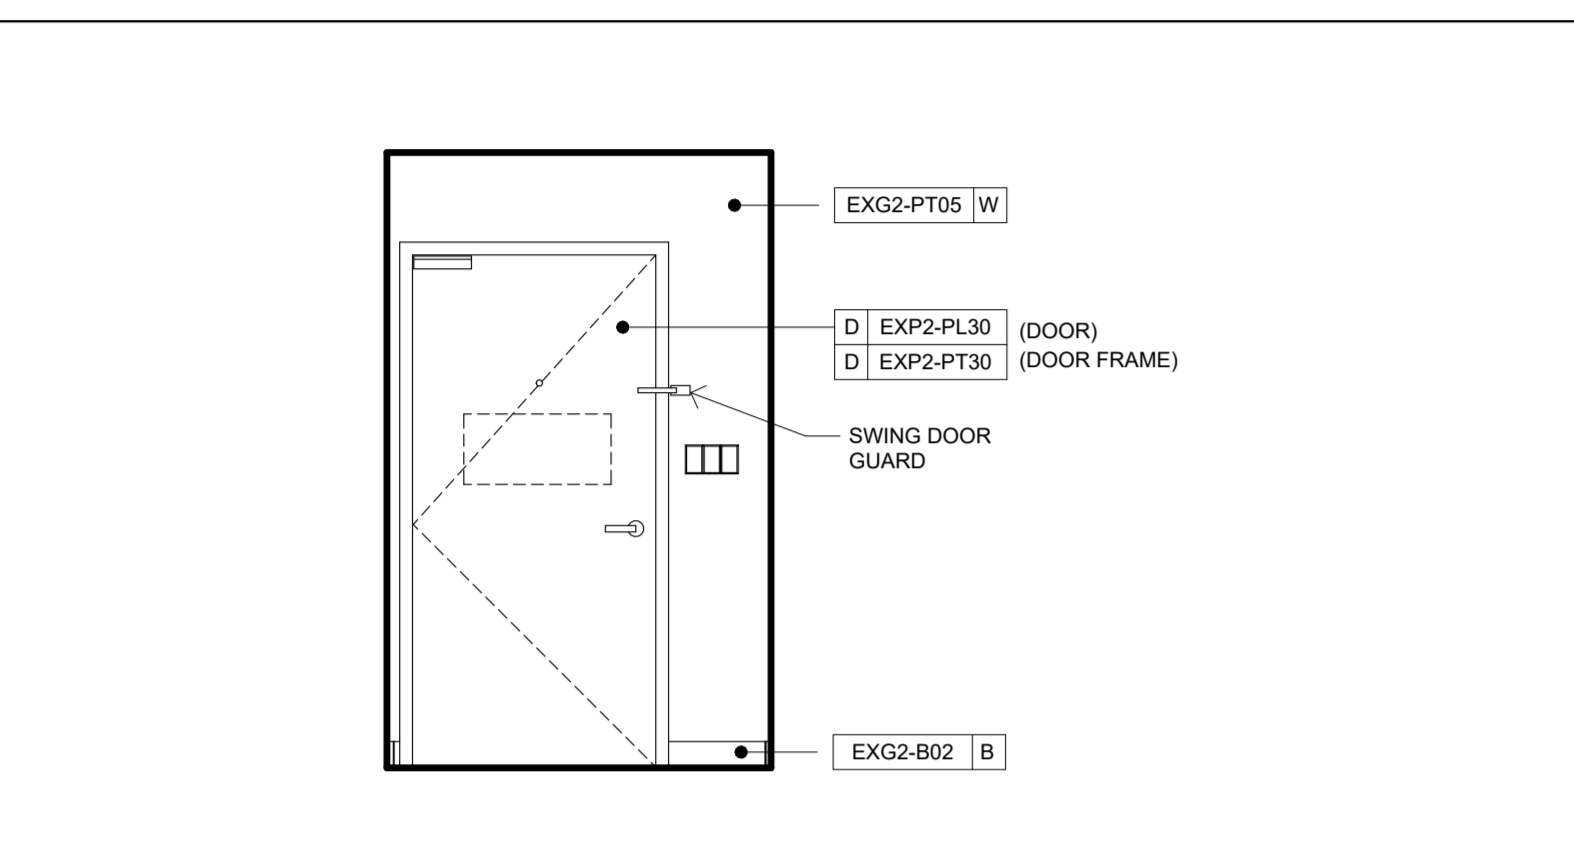 EXG2-PT05 W
D EXP2-PL30 (DOOR)
D EXP2-PT30 (DOOR FRAME)
SWING DOOR
GUARD
EXG2-B02 B